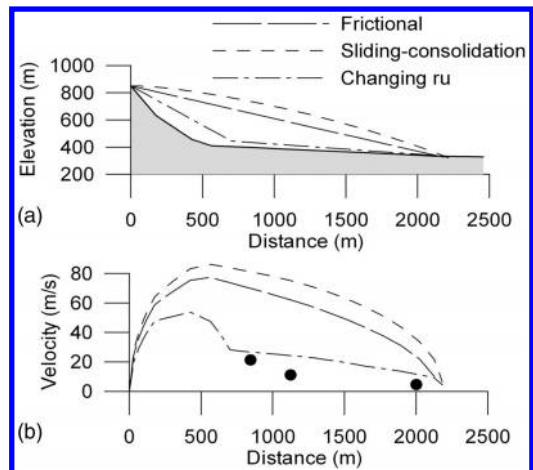 Frictional
Sliding-consolidation
Changing ru
1000
800
600
400
200
Elevation (m)
0 500 1000 1500 2000 2500
(a)
Distance (m)
80
60
40
20
0
Velocity (m/s)
0 500 1000 1500 2000 2500
(b)
Distance (m)